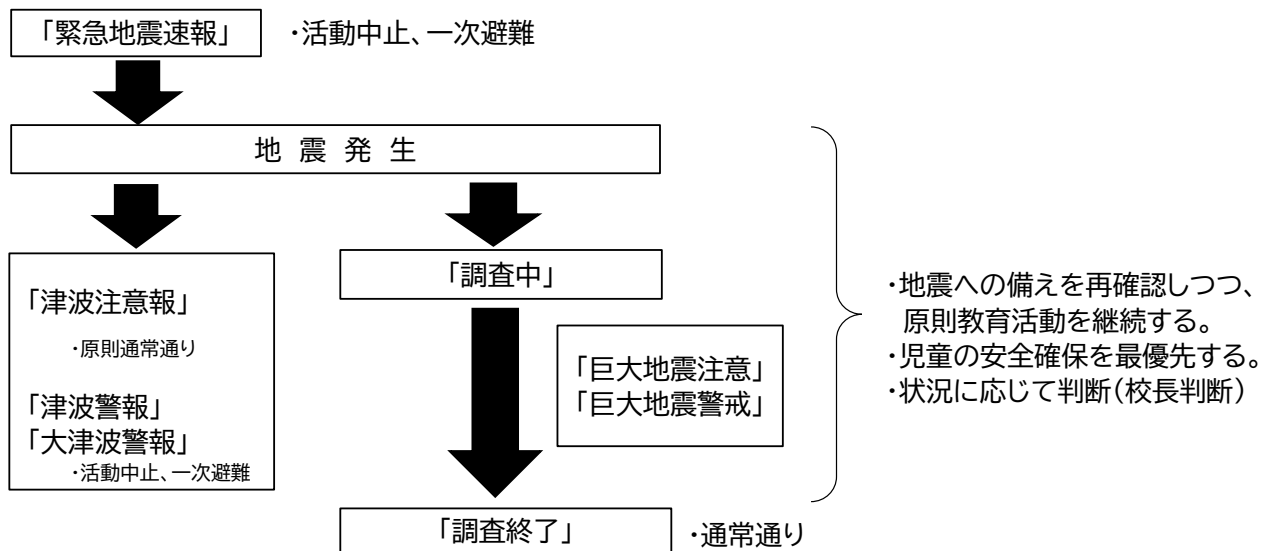 「緊急地震速報」
・活動中止、一次避難
地 震 発 生
「津波注意報」
・原則通常通り
「津波警報」
「大津波警報」
・活動中止、一次避難
「調査中」
「巨大地震注意」
「巨大地震警戒」
「調査終了」
・通常通り
・地震への備えを再確認しつつ、
原則教育活動を継続する。
・児童の安全確保を最優先する。
・状況に応じて判断(校長判断)